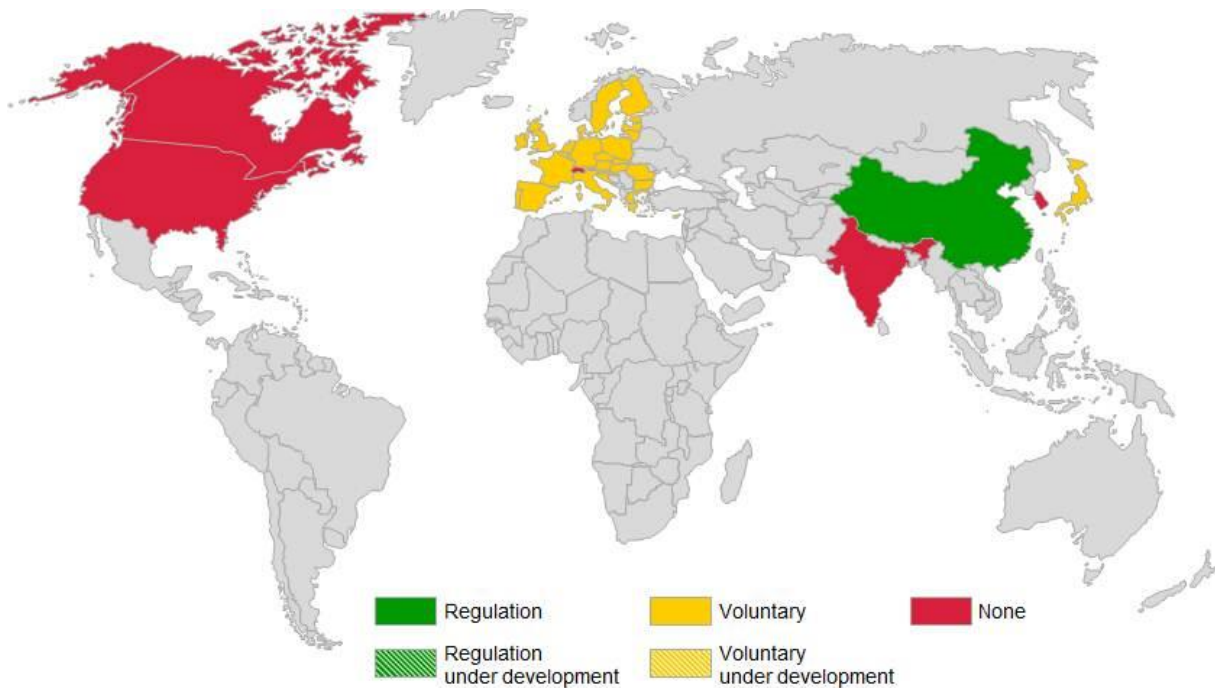 Regulation
Voluntary
None
Regulation
under development
Voluntary
under development